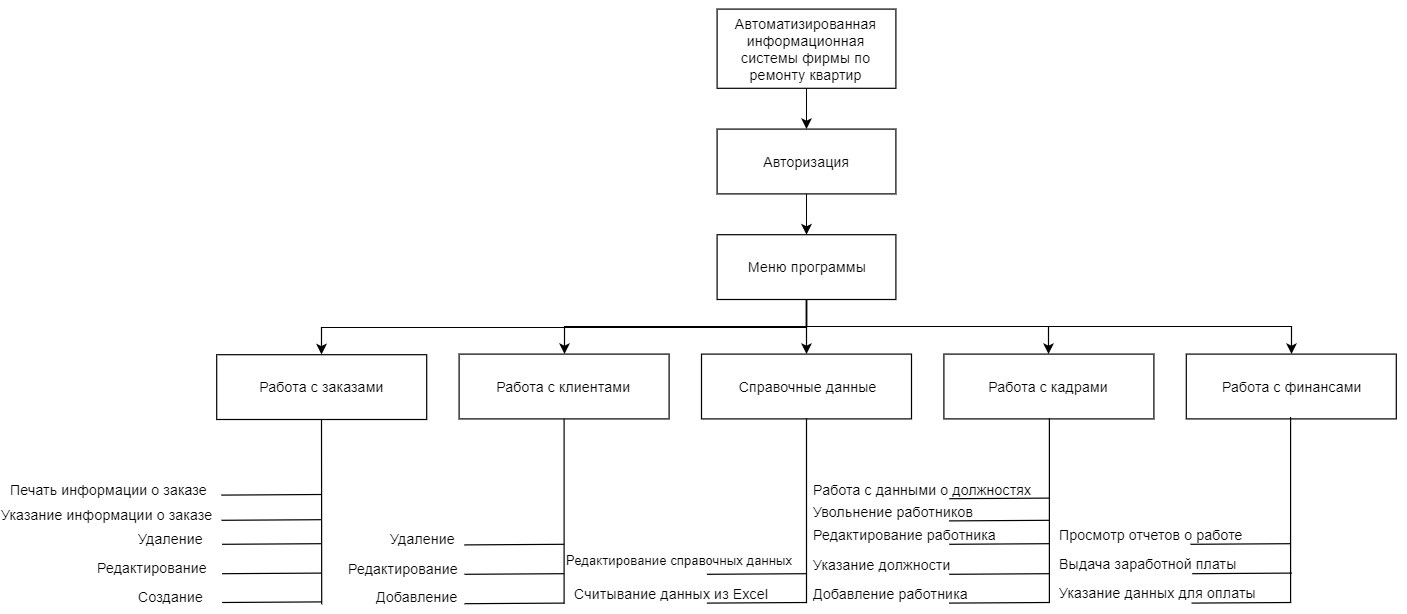 Автоматизированная
информационная
системы фирмы по
ремонту квартир
Авторизация
Меню программы
Работа с заказами
Работа с клиентами
Справочные данные
Работа с кадрами
Работа с финансами
Печать информации о заказе
Указание информации о заказе
Удаление
Редактирование
Создание
Удаление
Редактирование
Добавление
Редактирование справочных данных
Считывание данных из Excel
Работа с данными о должностях
Увольнение работников
Редактирование работника
Указание должности
Добавление работника
Просмотр отчетов о работе
Выдача заработной платы
Указание данных для оплаты